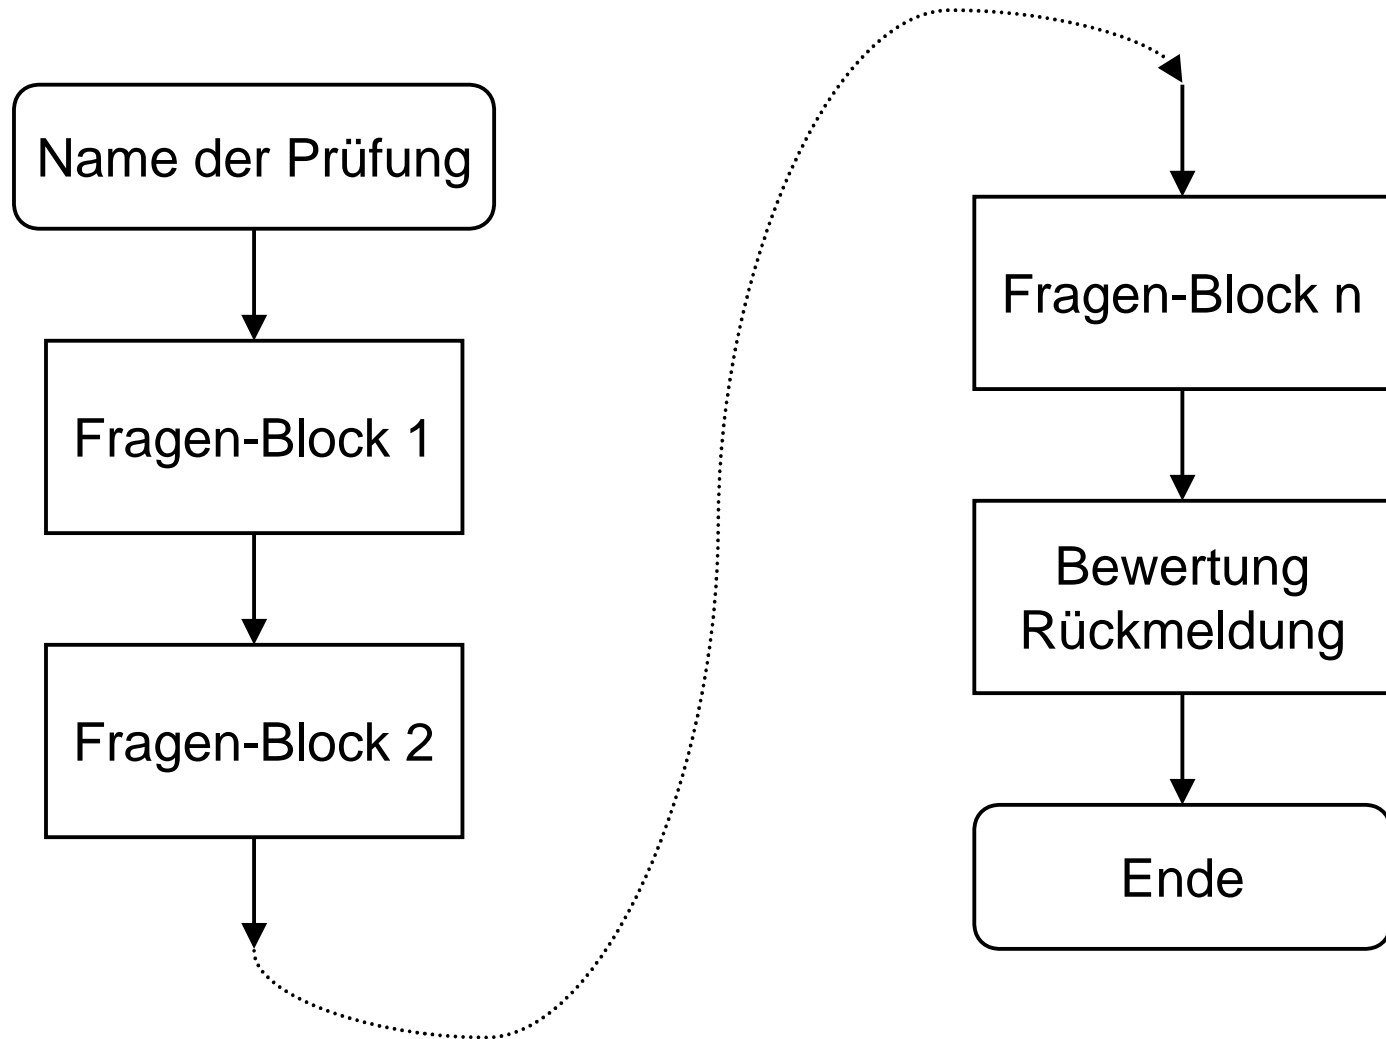 Name der Prüfung
Fragen-Block 1
Fragen-Block 2
Fragen-Block n
Bewertung
Rückmeldung
Ende